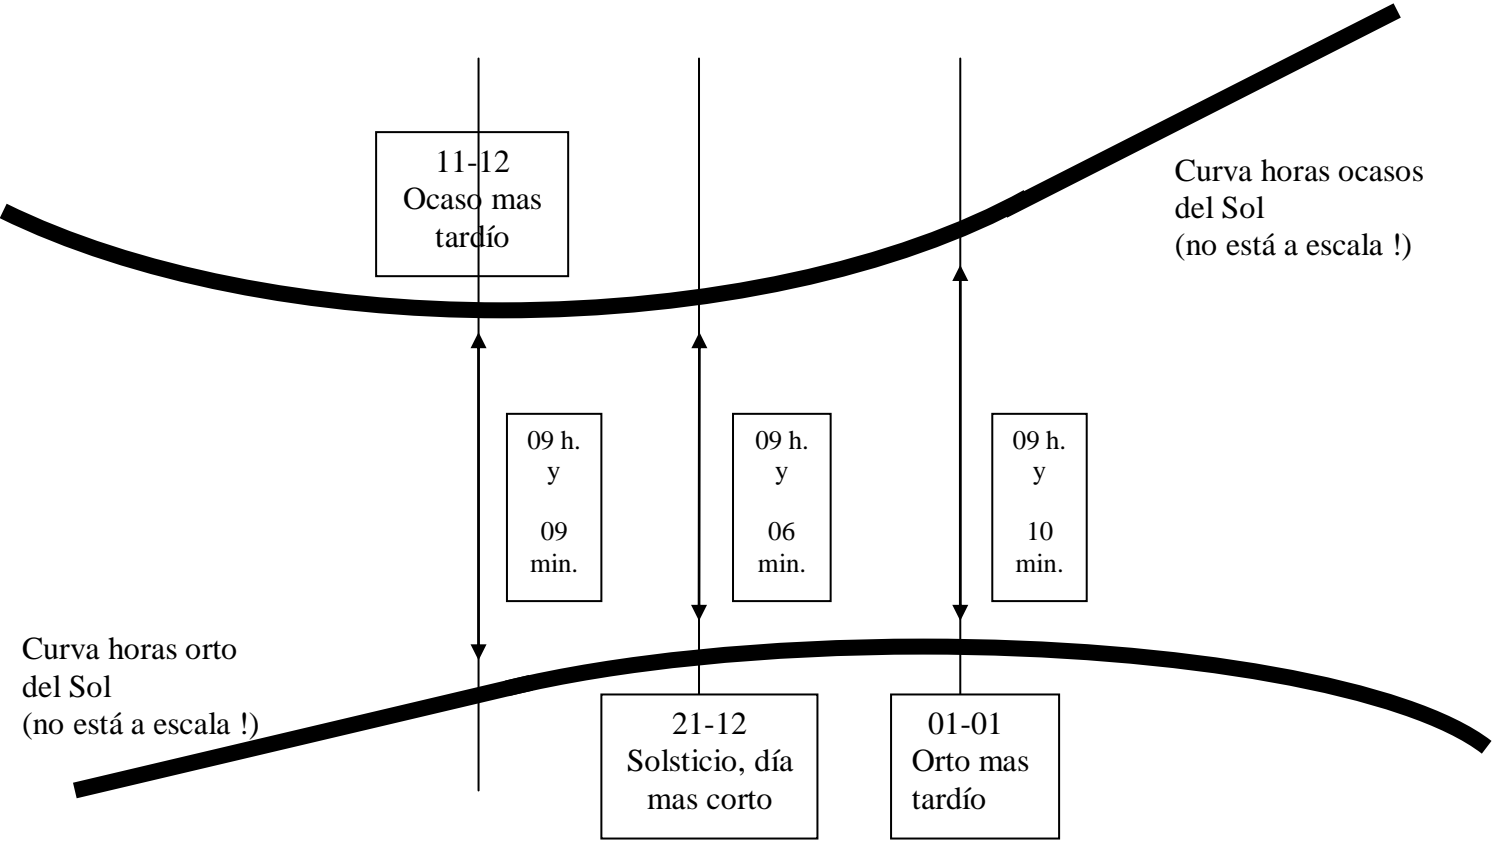 11-12
Ocaso mas
tardío
Curva horas ocasos
del Sol
(no está a escala !)
09 h.
y
09
min.
09 h.
y
06
min.
09 h.
y
10
min.
Curva horas orto
del Sol
(no está a escala !)
21-12
Solsticio, día
mas corto
01-01
Orto mas
tardío